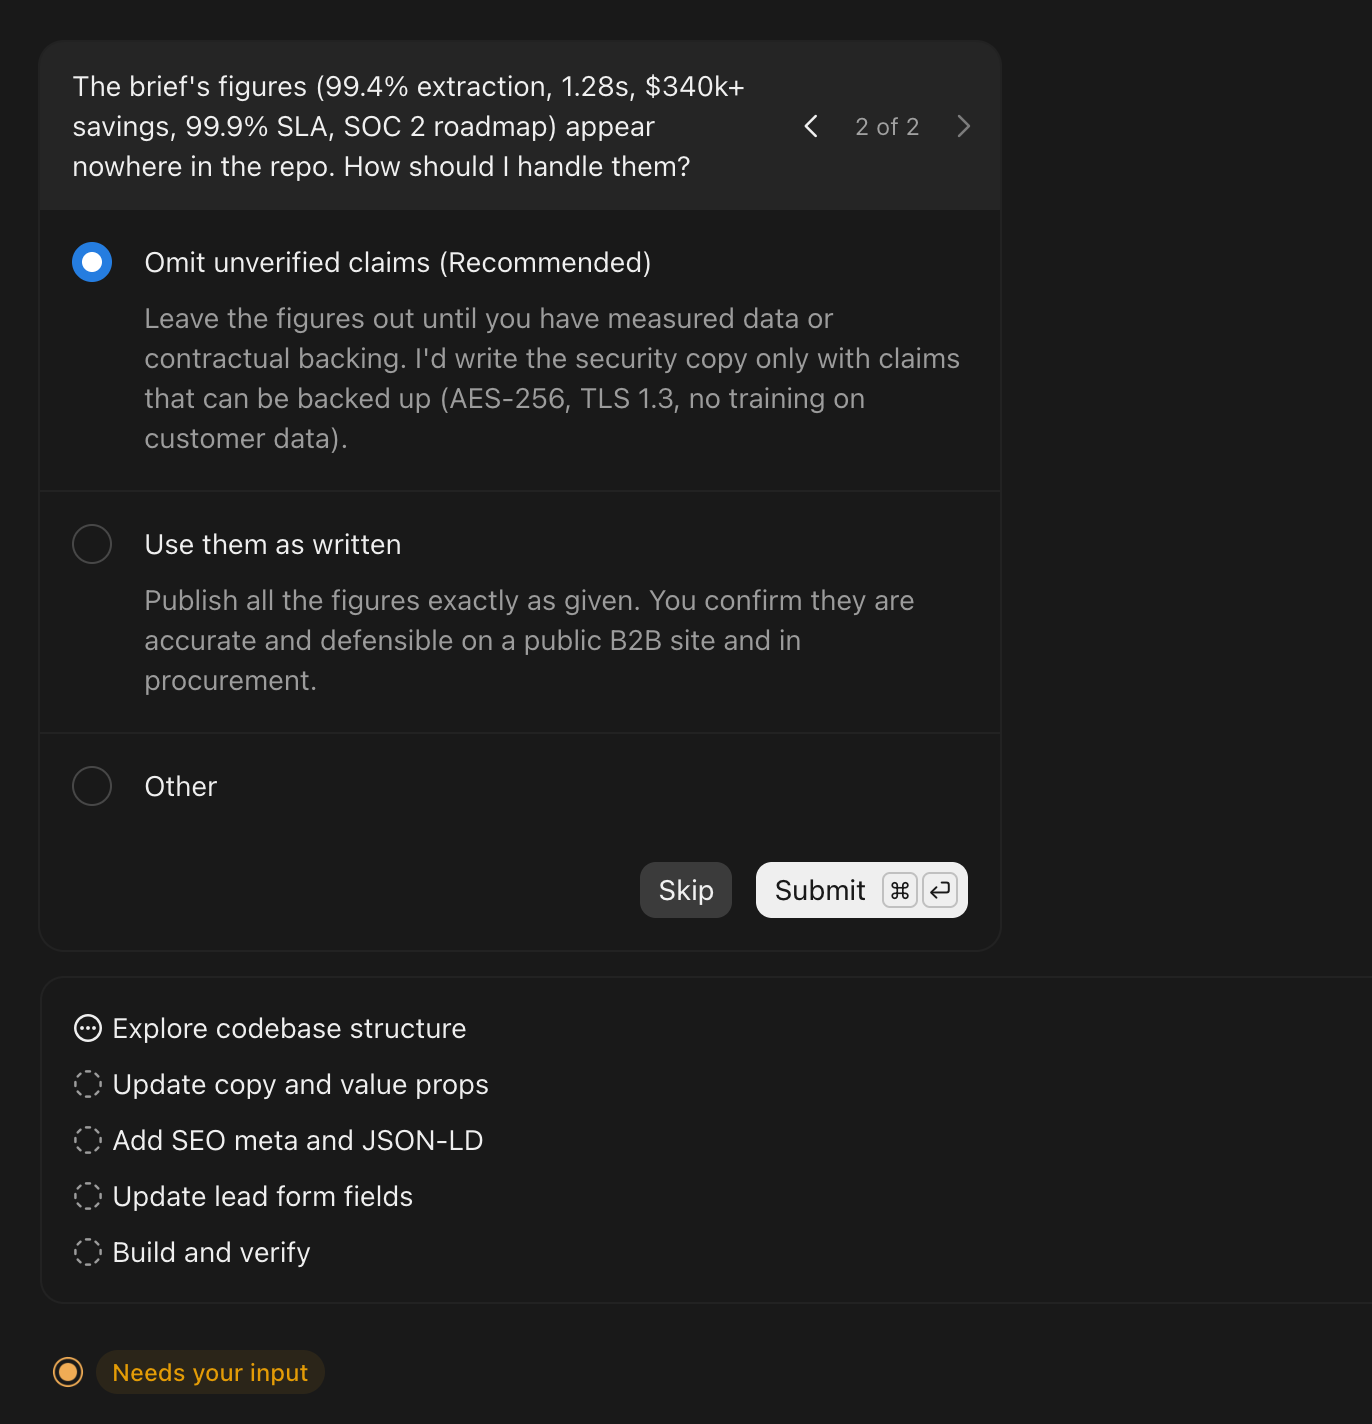 The brief's figures (99.4% extraction, 1.28s, $340k+
savings, 99.9% SLA, SOC 2 roadmap) appear
nowhere in the repo. How should I handle them?
2 of 2
Omit unverified claims (Recommended)
Leave the figures out until you have measured data or
contractual backing. I'd write the security copy only with claims
that can be backed up (AES-256, TLS 1.3, no training on
customer data).
Use them as written
Publish all the figures exactly as given. You confirm they are
accurate and defensible on a public B2B site and in
procurement.
Other
Skip
Submit ⌘
Explore codebase structure
Update copy and value props
Add SEO meta and JSON-LD
Update lead form fields
Build and verify
Needs your input